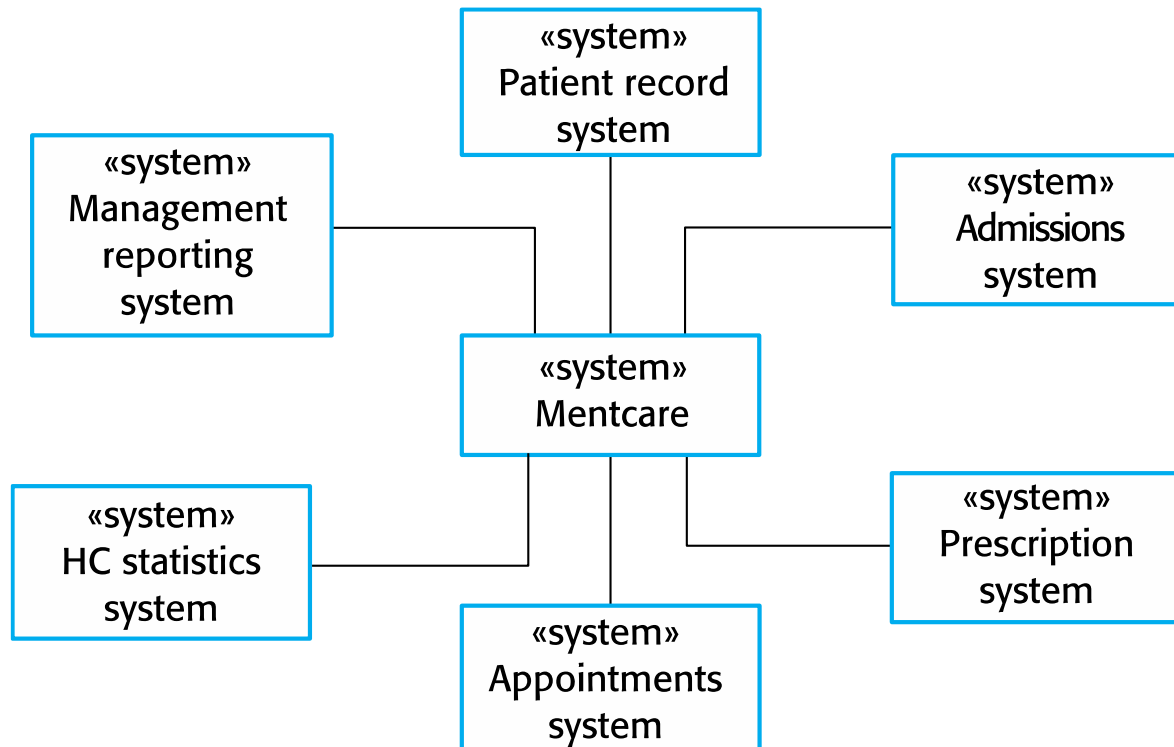 «system»
Patient record
system
«system»
Management
reporting
system
«system»
Admissions
system
«system»
Mentcare
«system»
HC statistics
system
«system»
Prescription
system
«system»
Appointments
system